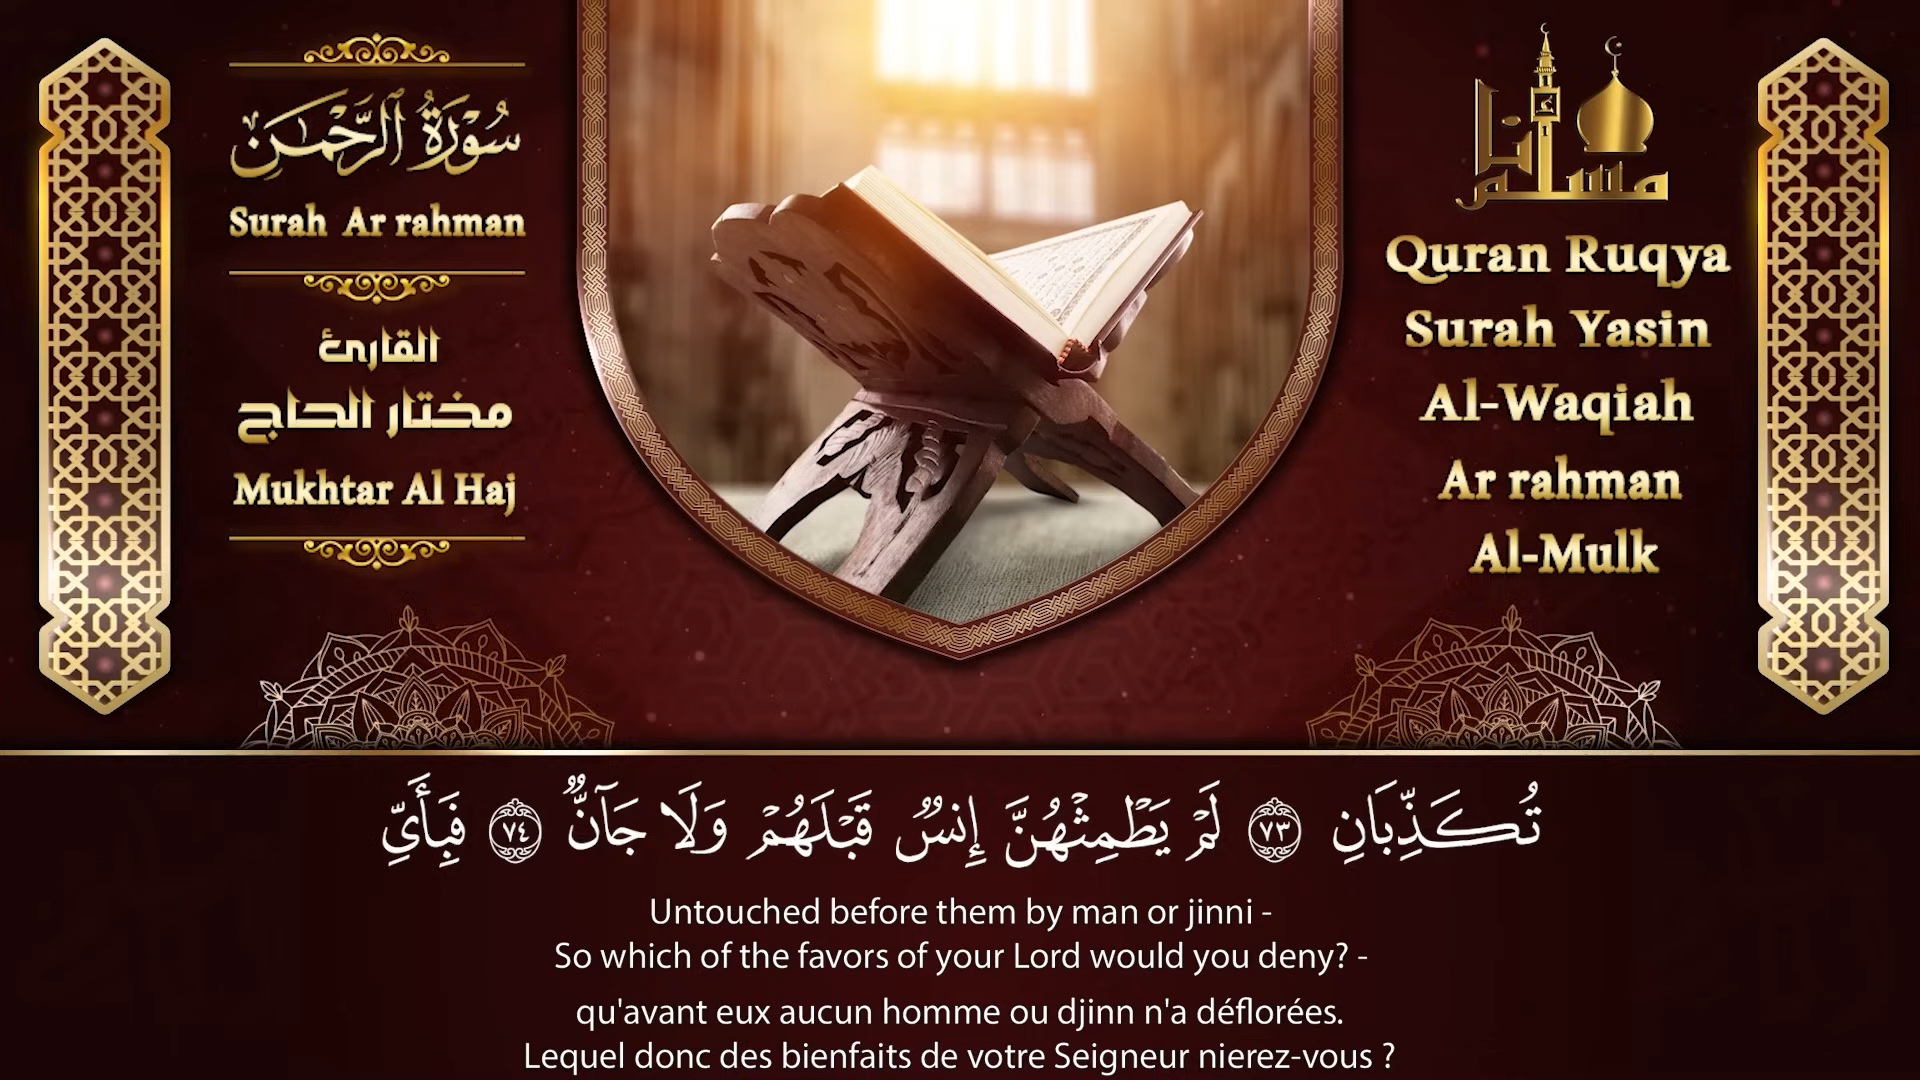 سُورَةُ الرَّحْمَٰن
Surah Ar rahman
القارئ
مختار الحاج
Mukhtar Al Haj
أنا مسلم
Quran Ruqya
Surah Yasin
Al-Waqiah
Ar rahman
Al-Mulk
تُكَذِّبَانِ ٧٣ لَمْ يَطْمِثْهُنَّ إِنسٌ قَبْلَهُمْ وَلَا جَآنٌّ ٧٤ فَبِأَيِّ
Untouched before them by man or jinni -
So which of the favors of your Lord would you deny? -
qu'avant eux aucun homme ou djinn n'a déflorées.
Lequel donc des bienfaits de votre Seigneur nierez-vous ?